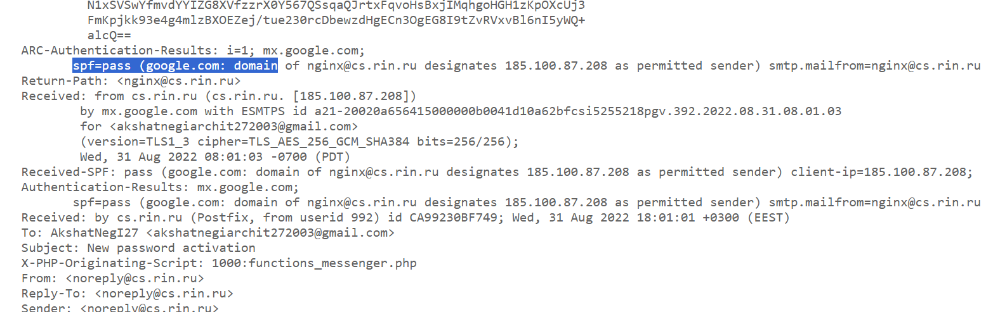 N1xSVSwYfmvdYYIZG8XVfzzrX0Y567QSsqaQJrtxFqvoHsBxjIMqhgoHGH1zKpOXcUj3
FmKpjkk93e4g4mlzBXOEZej/tue230rcDbewzdHgECn3OgEG8I9tZvRVxvBl6nI5yWQ+
alcQ==
ARC-Authentication-Results: i=1; mx.google.com;
spf=pass (google.com: domain of nginx@cs.rin.ru designates 185.100.87.208 as permitted sender) smtp.mailfrom=nginx@cs.rin.ru
Return-Path: <nginx@cs.rin.ru>
Received: from cs.rin.ru (cs.rin.ru. [185.100.87.208])
by mx.google.com with ESMTPS id a21-20020a656415000000b0041d10a62bfcsi5255218pgv.392.2022.08.31.08.01.03
for <akshatnegiarchit272003@gmail.com>
(version=TLS1_3 cipher=TLS_AES_256_GCM_SHA384 bits=256/256);
Wed, 31 Aug 2022 08:01:03 -0700 (PDT)
Received-SPF: pass (google.com: domain of nginx@cs.rin.ru designates 185.100.87.208 as permitted sender) client-ip=185.100.87.208;
Authentication-Results: mx.google.com;
spf=pass (google.com: domain of nginx@cs.rin.ru designates 185.100.87.208 as permitted sender) smtp.mailfrom=nginx@cs.rin.ru
Received: by cs.rin.ru (Postfix, from userid 992) id CA99230BF749; Wed, 31 Aug 2022 18:01:01 +0300 (EEST)
To: AkshatNegI27 <akshatnegiarchit272003@gmail.com>
Subject: New password activation
X-PHP-Originating-Script: 1000:functions_messenger.php
From: <noreply@cs.rin.ru>
Reply-To: <noreply@cs.rin.ru>
Sender: <noreply@cs.rin.ru>